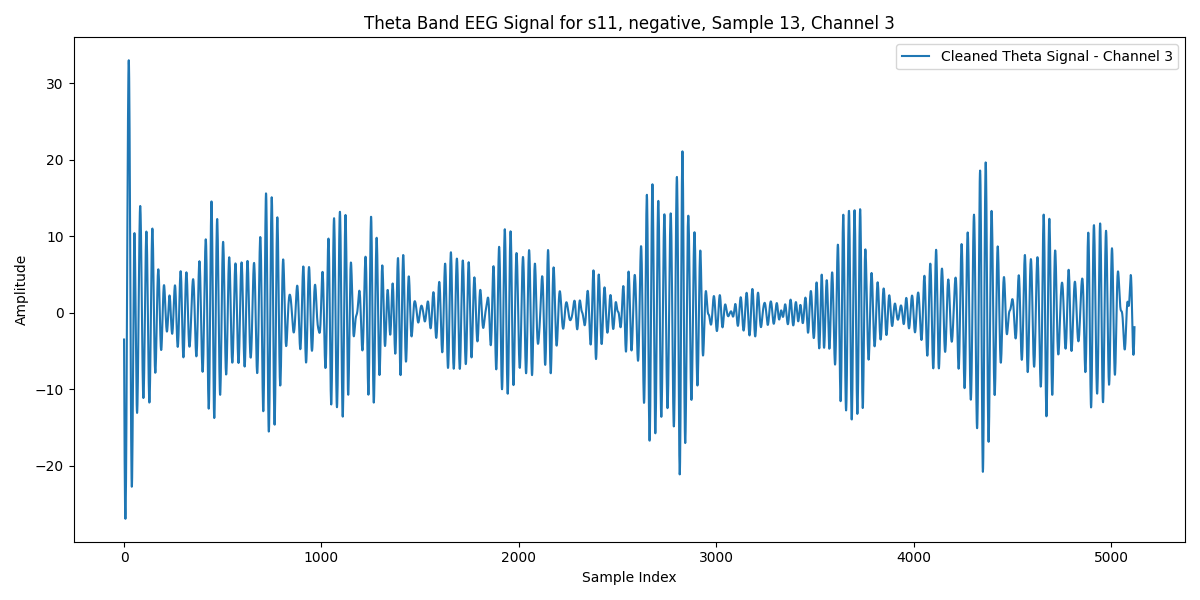 Theta Band EEG Signal for s11, negative, Sample 13, Channel 3
Cleaned Theta Signal - Channel 3
Amplitude
30
20
10
0
−10
−20
0 1000 2000 3000 4000 5000
Sample Index